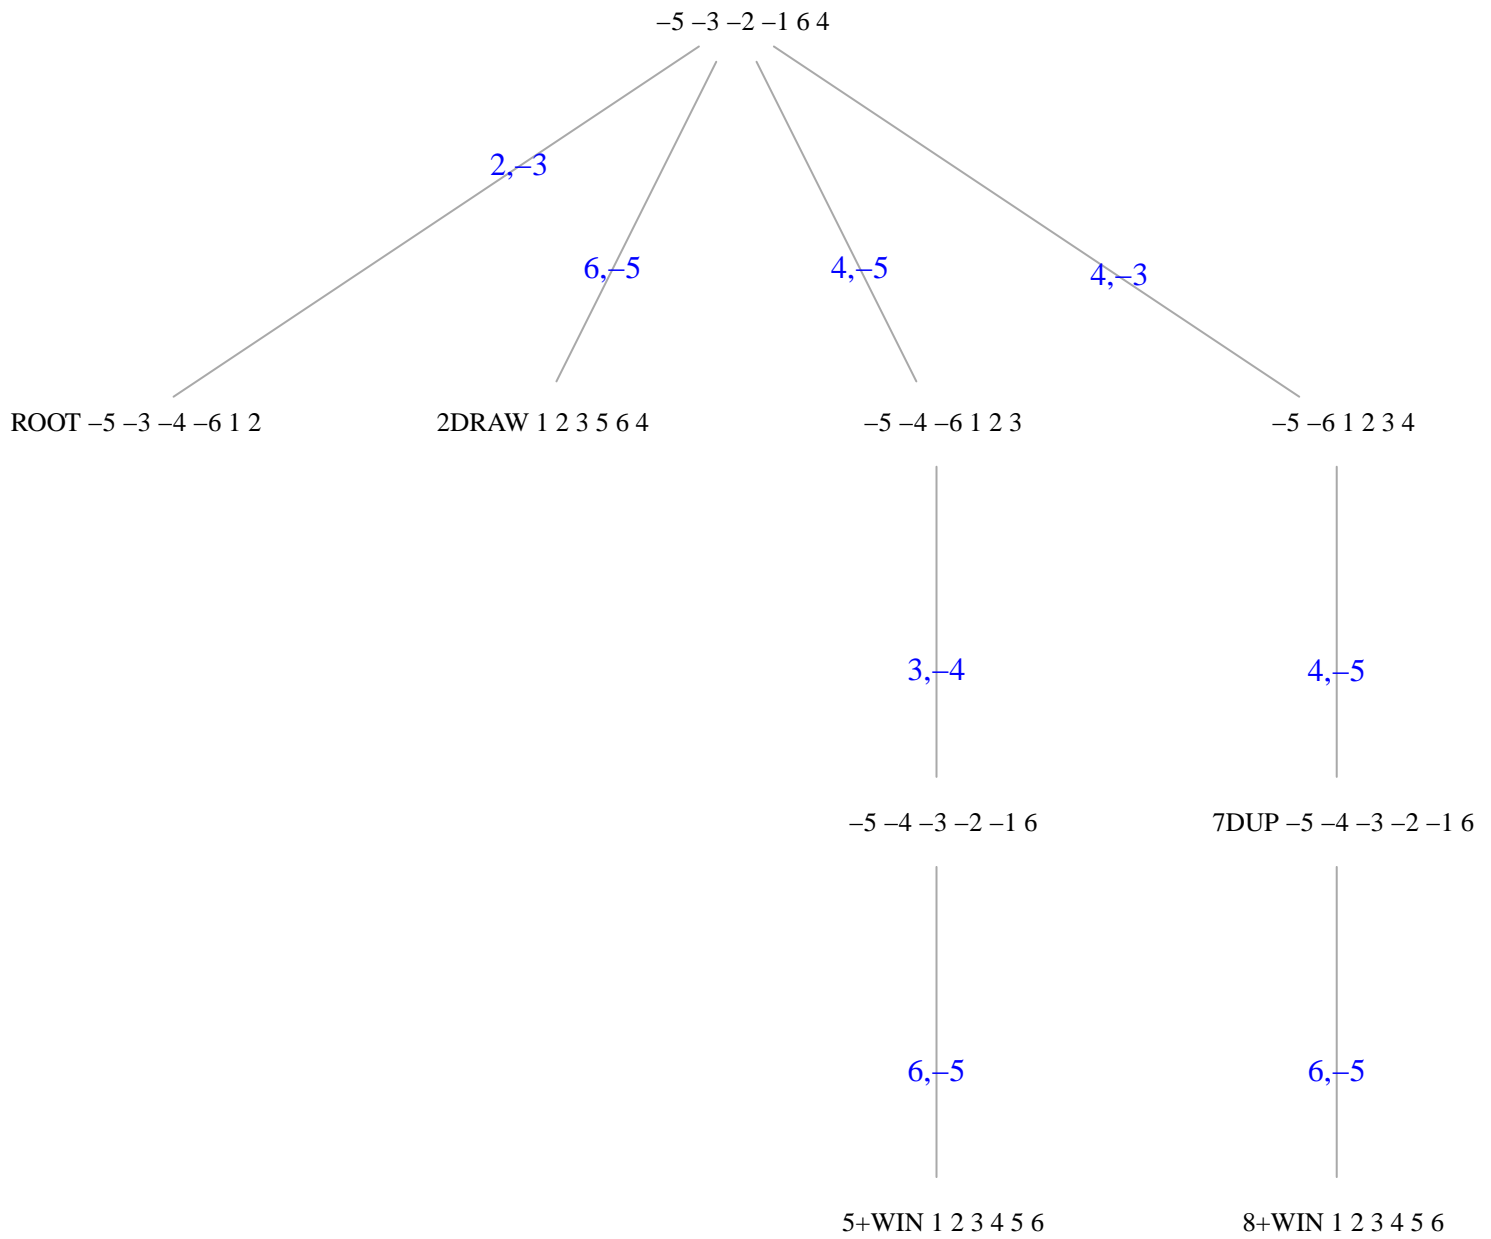 –5 –3 –2 –1 6 4
2,–3
6,–5
4,–5
4,–3
ROOT –5 –3 –4 –6 1 2
2DRAW 1 2 3 5 6 4
–5 –4 –6 1 2 3
–5 –6 1 2 3 4
3,–4
4,–5
–5 –4 –3 –2 –1 6
7DUP –5 –4 –3 –2 –1 6
6,–5
6,–5
5+WIN 1 2 3 4 5 6
8+WIN 1 2 3 4 5 6